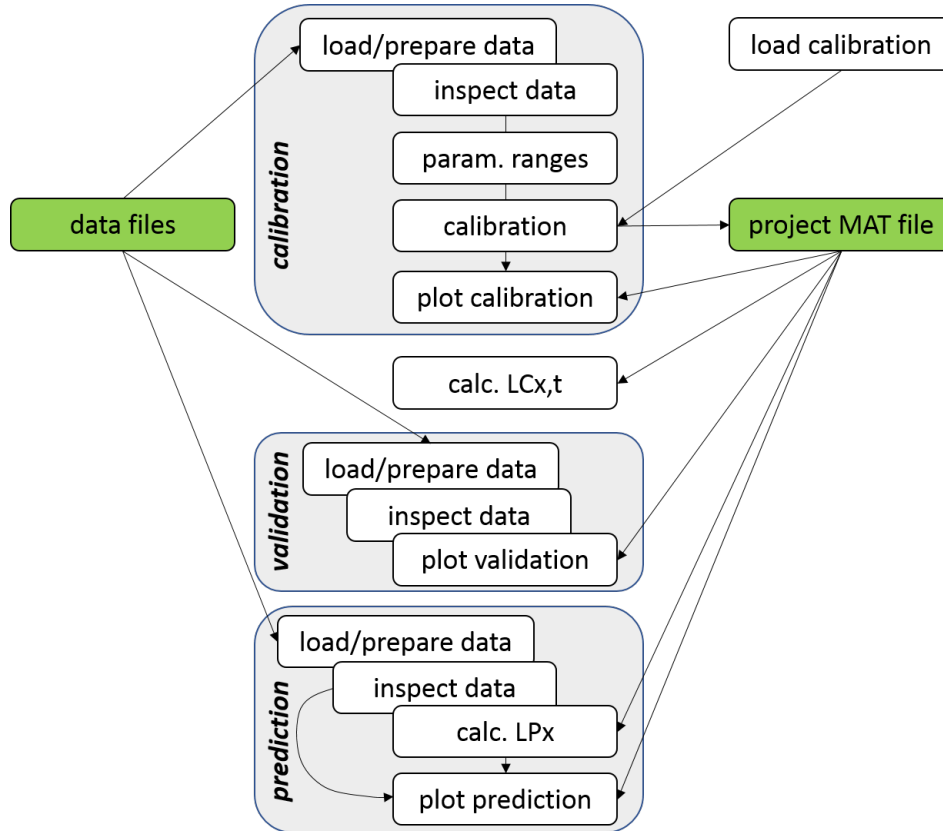 load/prepare data
load calibration
inspect data
param. ranges
calibration
data files
calibration
project MAT file
plot calibration
calc. LCx,t
validation
load/prepare data
inspect data
plot validation
prediction
load/prepare data
inspect data
calc. LPx
plot prediction